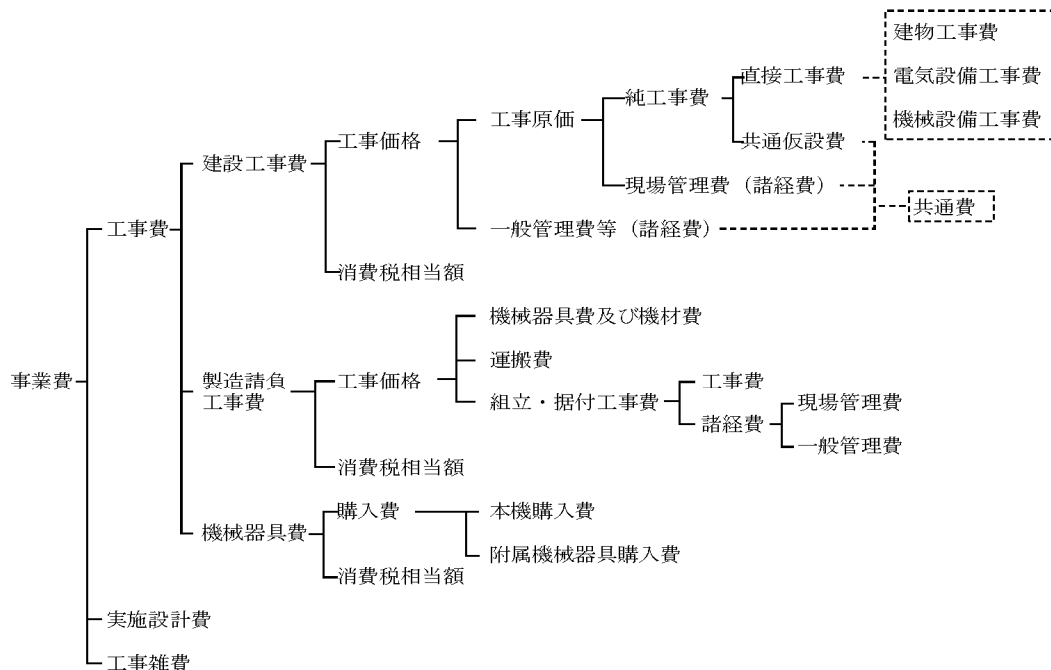 建物工事費
直接工事費
電気設備工事費
純工事費
工事原価
機械設備工事費
工事価格
共通仮設費
建設工事費
現場管理費（諸経費）
共通費
工事費
一般管理費等（諸経費）
消費税相当額
機械器具費及び機材費
運搬費
事業費
製造請負
工事費
工事価格
工事費
組立・据付工事費
現場管理費
諸経費
一般管理費
消費税相当額
購入費
本機購入費
機械器具費
附属機械器具購入費
消費税相当額
実施設計費
工事雑費